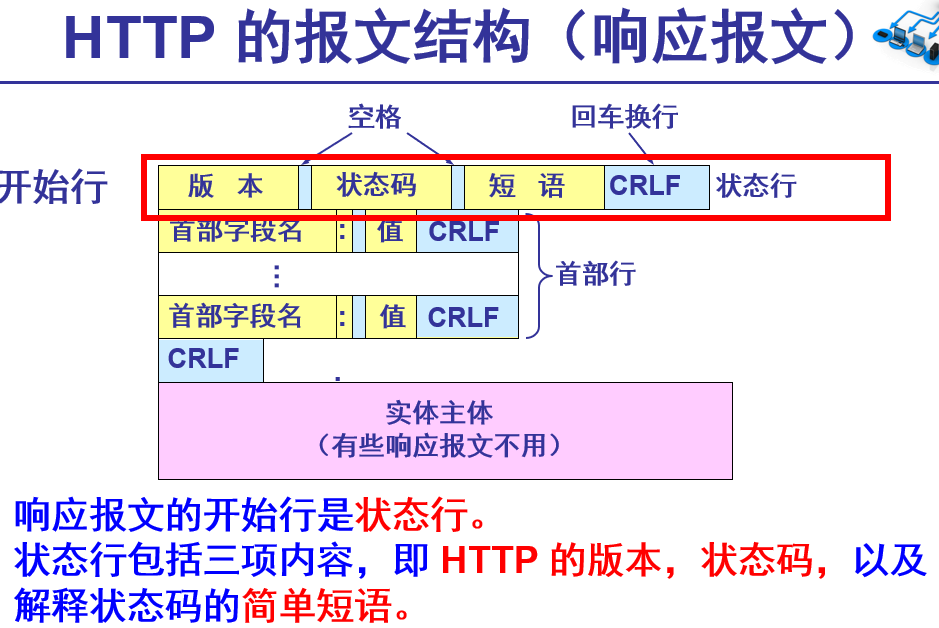 HTTP 的报文结构（响应报文）
空格 回车换行
开始行 版 本 状态码 短 语 CRLF 状态行
首部字段名 : 值 CRLF
⋮ 首部行
首部字段名 : 值 CRLF
CRLF
实体主体
（有些响应报文不用）
响应报文的开始行是状态行。
状态行包括三项内容，即 HTTP 的版本，状态码，以及
解释状态码的简单短语。